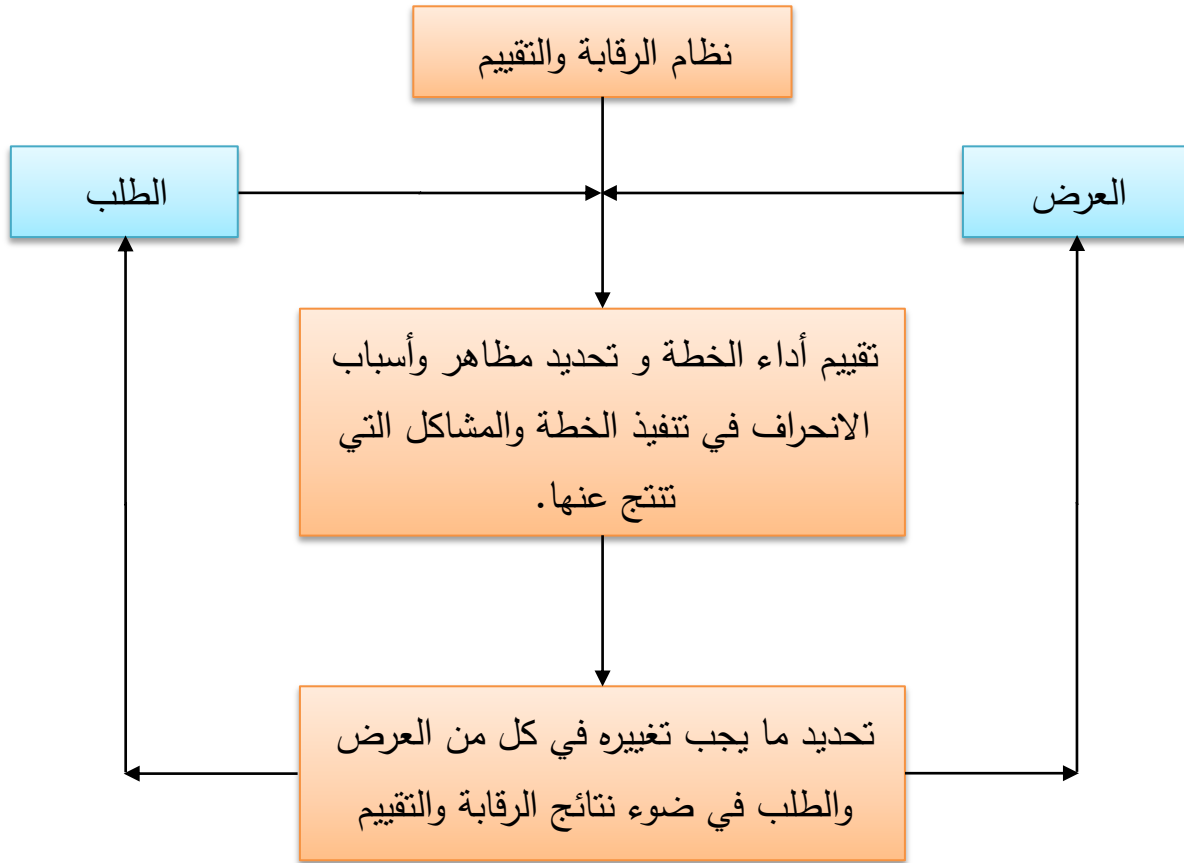 نظام الرقابة والتقييم
العرض
الطلب
تقييم أداء الخطة و تحديد مظاهر وأسباب
الانحراف في تنفيذ الخطة والمشاكل التي
تنتج عنها.
تحديد ما يجب تغييره في كل من العرض
والطلب في ضوء نتائج الرقابة والتقييم